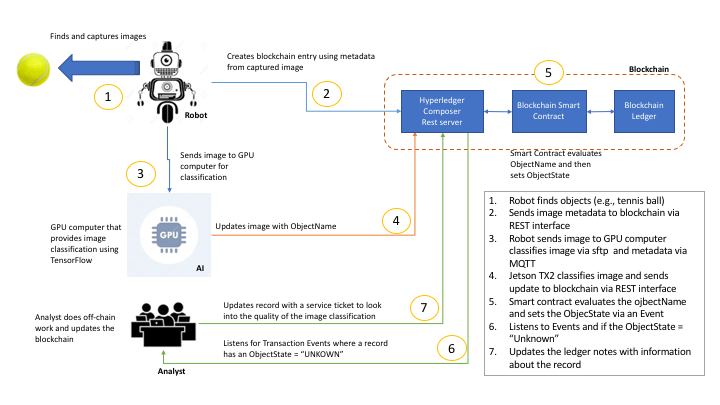 Finds and captures images
Creates blockchain entry using metadata
from captured image
5
Blockchain
1
2
Hyperledger
Composer
Rest server
Blockchain Smart
Contract
Blockchain
Ledger
Robot
Sends image to GPU
computer for
classification
3
Smart Contract evaluates
ObjectName and then
sets ObjectState
GPU computer that
provides image
classification using
TensorFlow
GPU
AI
Updates image with ObjectName
4
1. Robot finds objects (e.g., tennis ball)
2. Sends image metadata to blockchain via
REST interface
3. Robot sends image to GPU computer
classifies image via sftp and metadata via
MQTT
4. Jetson TX2 classifies image and sends
update to blockchain via REST interface
5. Smart contract evaluates the ojbectName
and sets the ObjecState via an Event
6. Listens to Events and if the ObjectState =
“Unknown”
7. Updates the ledger notes with information
about the record
Analyst does off-chain
work and updates the
blockchain
Updates record with a service ticket to look
into the quality of the image classification
7
Listens for Transaction Events where a record
has an ObjectState = “UNKOWN”
6
Analyst